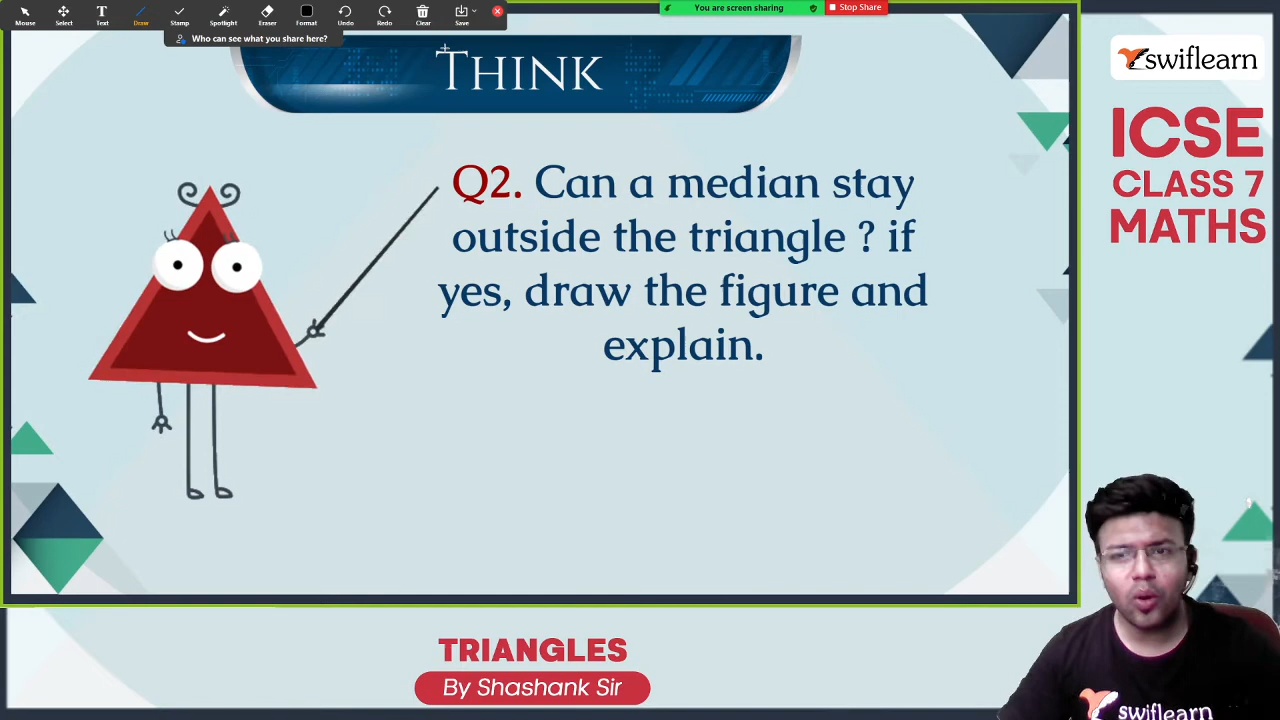 Mouse Select Text Draw Stamp Spotlight Eraser Format Undo Redo Clear Save
You are screen sharing Stop Share
Who can see what you share here?
THINK
Q2. Can a median stay
outside the triangle ? if
yes, draw the figure and
explain.
swiflearn
ICSE
CLASS 7
MATHS
TRIANGLES
By Shashank Sir
swiflearn